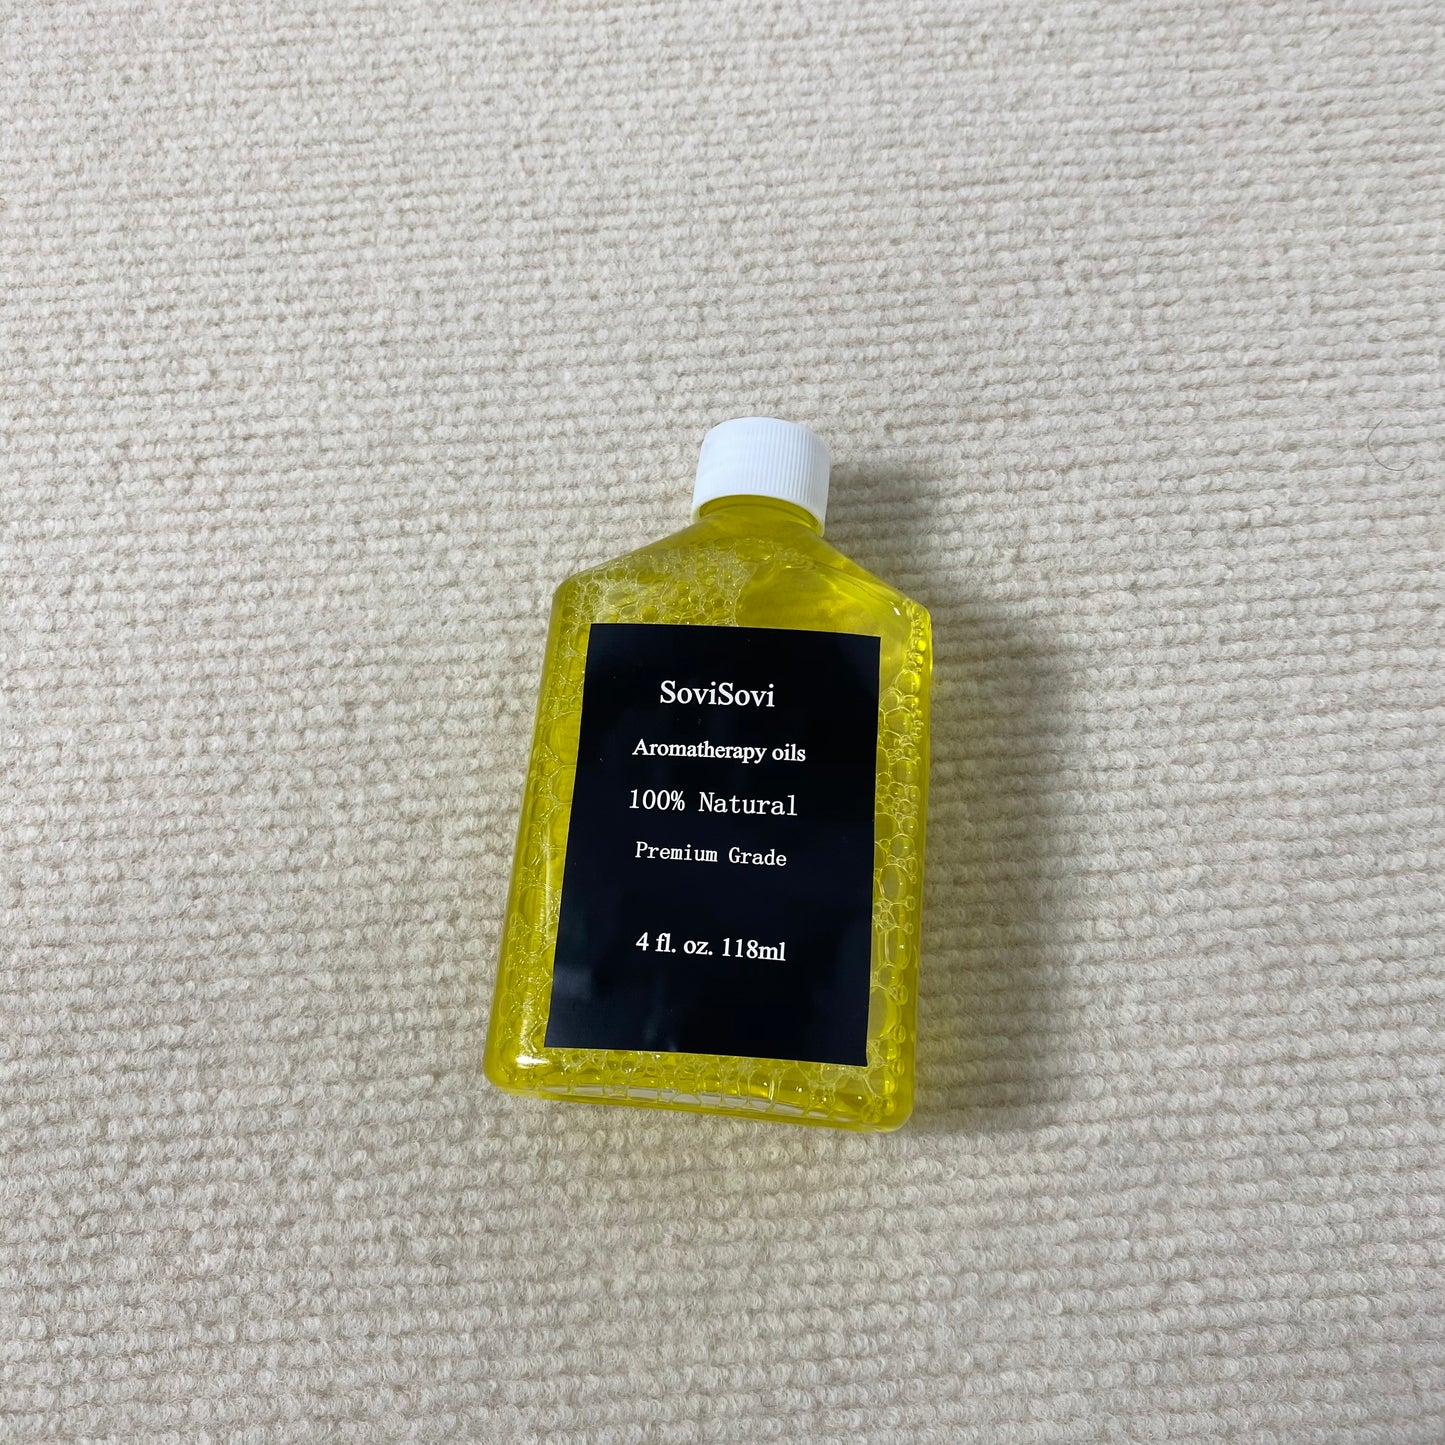 SoviSovi
Aromatherapy oils
100% Natural
Premium Grade
4 fl. oz. 118ml